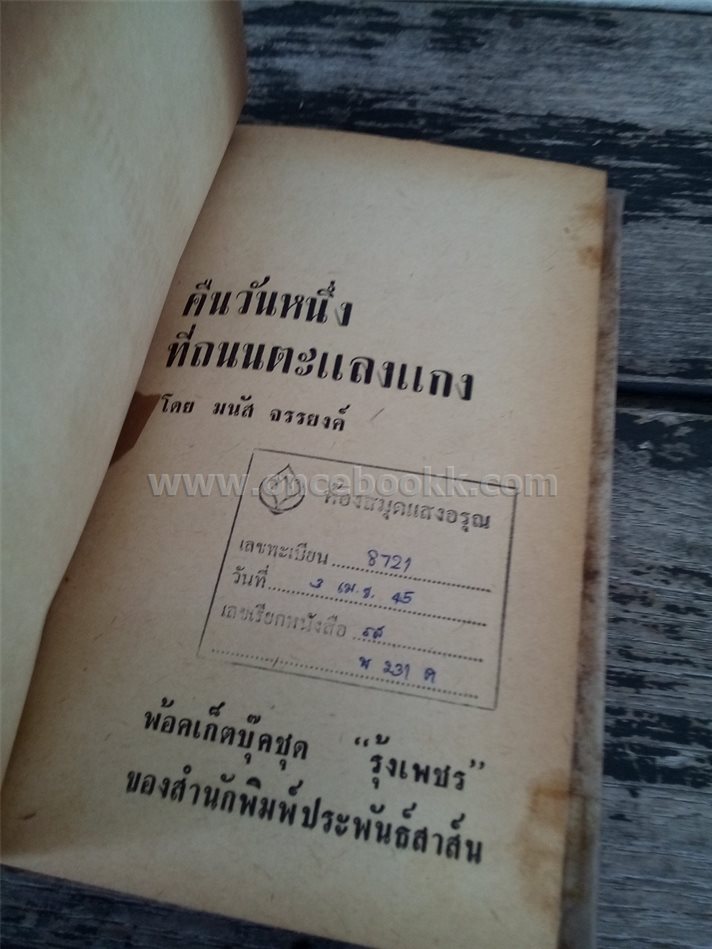 คืนวันหนึ่ง
ที่ถนนตะแลงแกง
โดย มนัส จรรยงค์
www.oncebookk.com
ห้องสมุดแสงอรุณ
เลขทะเบียน 8721
วันที่ 3 เม.ย. 45
เลขเรียกหนังสือ รส
ม 231 ค
พ้อคเก็ตบุ๊คชุด "รุ้งเพชร"
ของสำนักพิมพ์ประพันธ์สาส์น